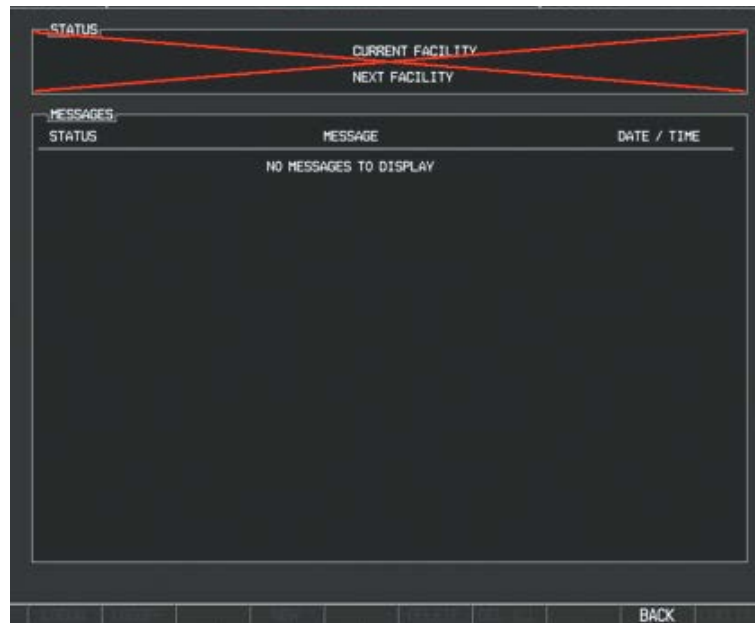 STATUS
CURRENT FACILITY
NEXT FACILITY
MESSAGES
STATUS MESSAGE DATE / TIME
NO MESSAGES TO DISPLAY
BACK